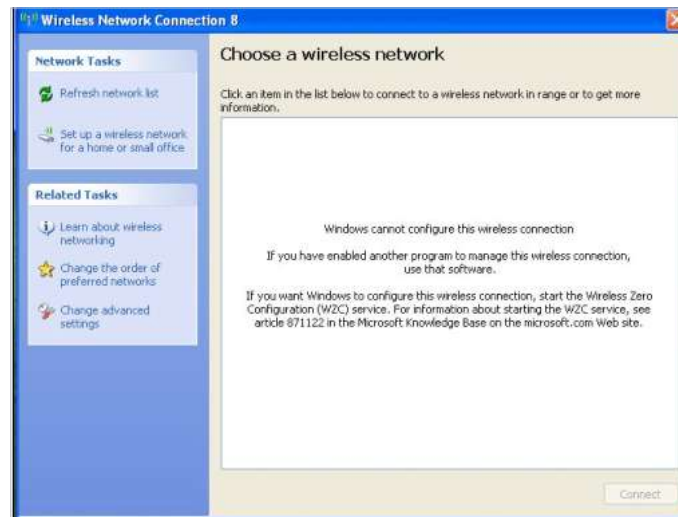 Wireless Network Connection 8
Network Tasks
Refresh network list
Set up a wireless network
for a home or small office
Related Tasks
Learn about wireless
networking
Change the order of
preferred networks
Change advanced
settings
Choose a wireless network
Click an item in the list below to connect to a wireless network in range or to get more
information.
Windows cannot configure this wireless connection
If you have enabled another program to manage this wireless connection,
use that software.
If you want Windows to configure this wireless connection, start the Wireless Zero
Configuration (WZC) service. For information about starting the WZC service, see
article 871122 in the Microsoft Knowledge Base on the microsoft.com Web site.
Connect